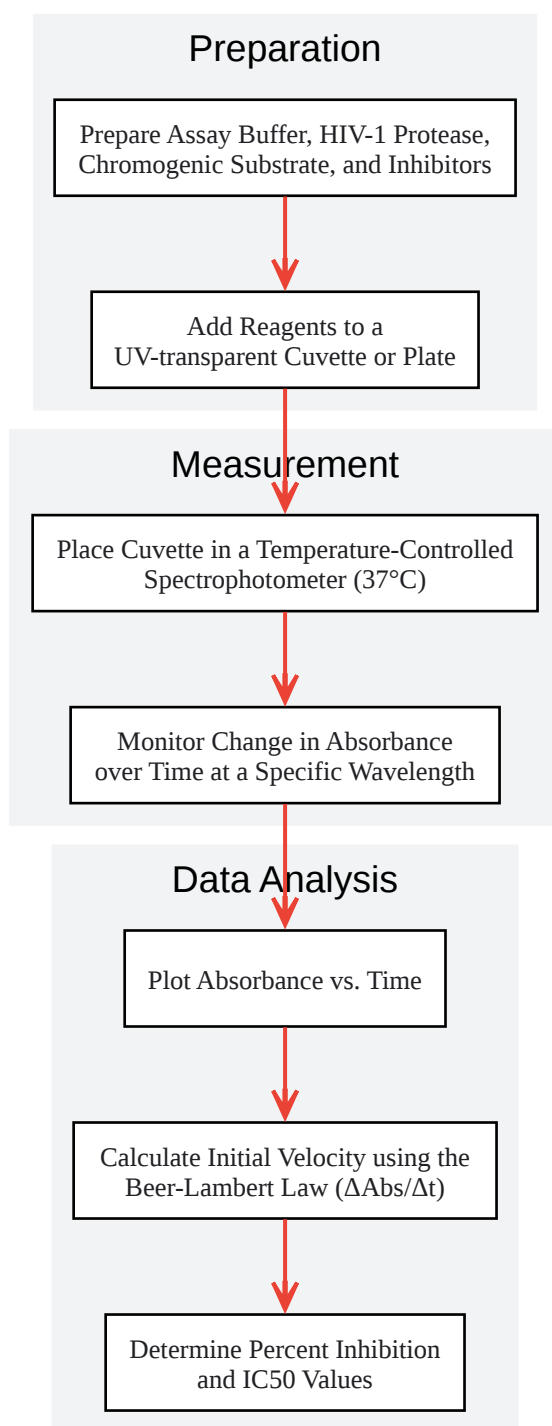 Preparation
Prepare Assay Buffer, HIV-1 Protease,
Chromogenic Substrate, and Inhibitors
Add Reagents to a
UV-transparent Cuvette or Plate
Measurement
Place Cuvette in a Temperature-Controlled
Spectrophotometer (37°C)
Monitor Change in Absorbance
over Time at a Specific Wavelength
Data Analysis
Plot Absorbance vs. Time
Calculate Initial Velocity using the
Beer-Lambert Law (ΔAbs/Δt)
Determine Percent Inhibition
and IC50 Values